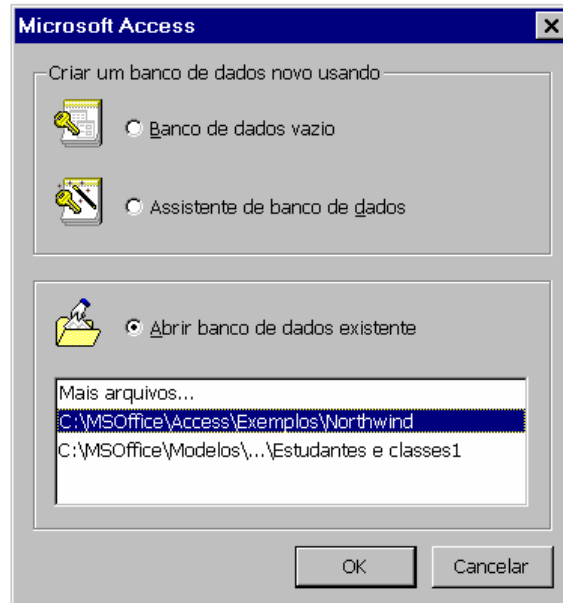 Microsoft Access
Criar um banco de dados novo usando
Banco de dados vazio
Assistente de banco de dados
Abrir banco de dados existente
Mais arquivos...
C:\MSOffice\Access\Exemplos\Northwind
C:\MSOffice\Modelos\...\Estudantes e classes1
OK
Cancelar